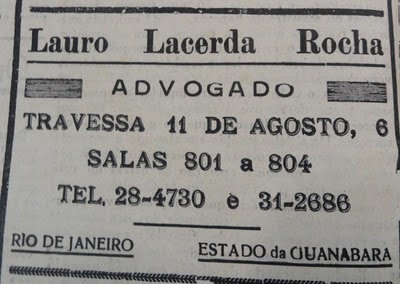 Lauro Lacerda Rocha
ADVOGADO
TRAVESSA 11 DE AGOSTO, 6
SALAS 801 a 804
TEL. 28-4730 e 31-2686
RIO DE JANEIRO ESTADO da GUANABARA